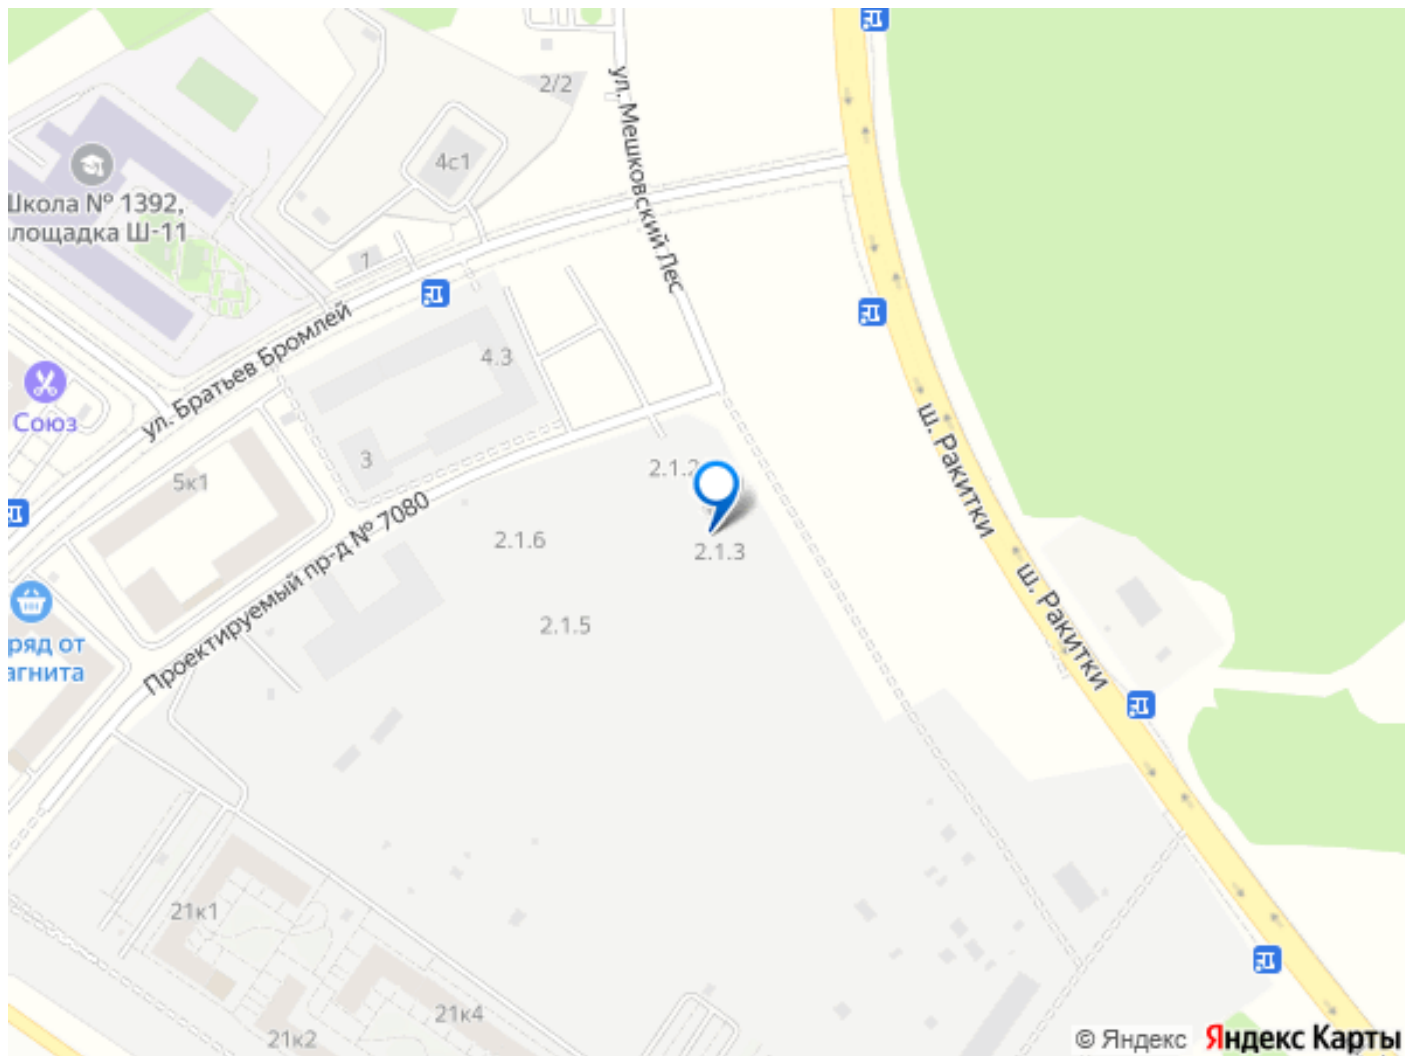 2/2
ул. Мешковский Лес
4с1
Школа № 1392,
площадка Ш-11
1
ул. Братьев Бромлей
4.3
Союз
3
5к1
2.1.2
ш. Ракитки
Проектируемый пр-д № 7080
2.1.6
2.1.3
ш. Ракитки
2.1.5
ряд от
агнита
21к1
21к4
21к2
© Яндекс Яндекс Карты